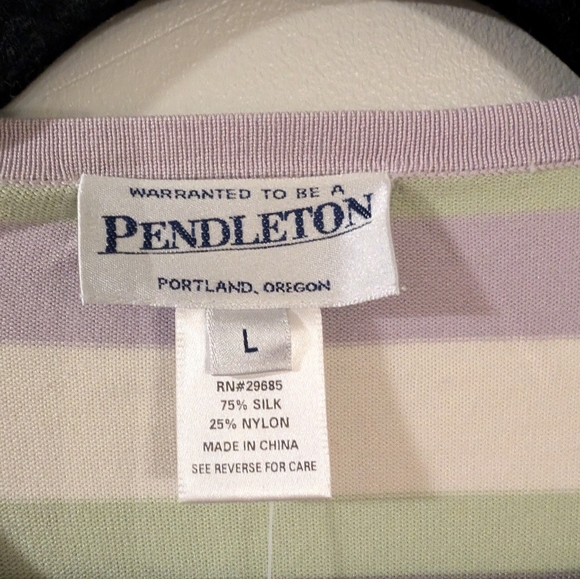 WARRANTED TO BE A
PENDLETON
PORTLAND, OREGON
L
RN#29685
75% SILK
25% NYLON
MADE IN CHINA
SEE REVERSE FOR CARE